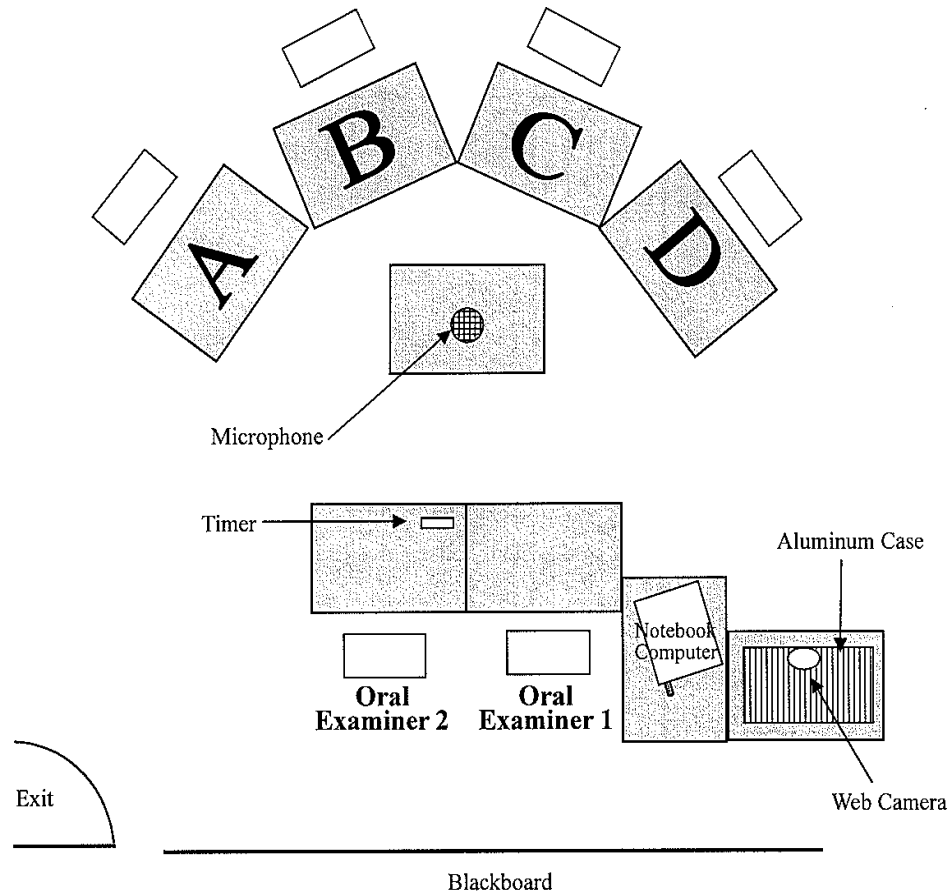 B
C
A
D
Microphone
Timer
Aluminum Case
Notebook
Computer
Oral
Examiner 2
Oral
Examiner 1
Exit
Web Camera
Blackboard